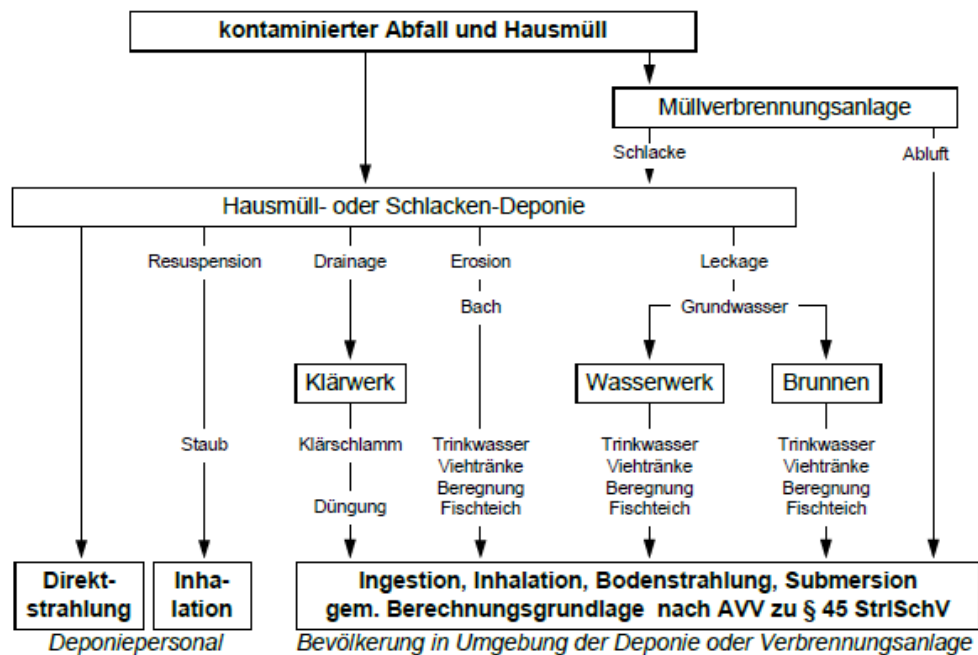 kontaminierter Abfall und Hausmüll
Müllverbrennungsanlage
Schlacke
Abluft
Hausmüll- oder Schlacken-Deponie
Resuspension
Drainage
Erosion
Leckage
Bach
Grundwasser
Klärwerk
Wasserwerk
Brunnen
Staub
Klärschlamm
Düngung
Trinkwasser
Viehtränke
Beregnung
Fischteich
Trinkwasser
Viehtränke
Beregnung
Fischteich
Trinkwasser
Viehtränke
Beregnung
Fischteich
Direkt-
strahlung
Inha-
lation
Ingestion, Inhalation, Bodenstrahlung, Submersion
gem. Berechnungsgrundlage nach AVV zu § 45 StrlSchV
Deponiepersonal
Bevölkerung in Umgebung der Deponie oder Verbrennungsanlage